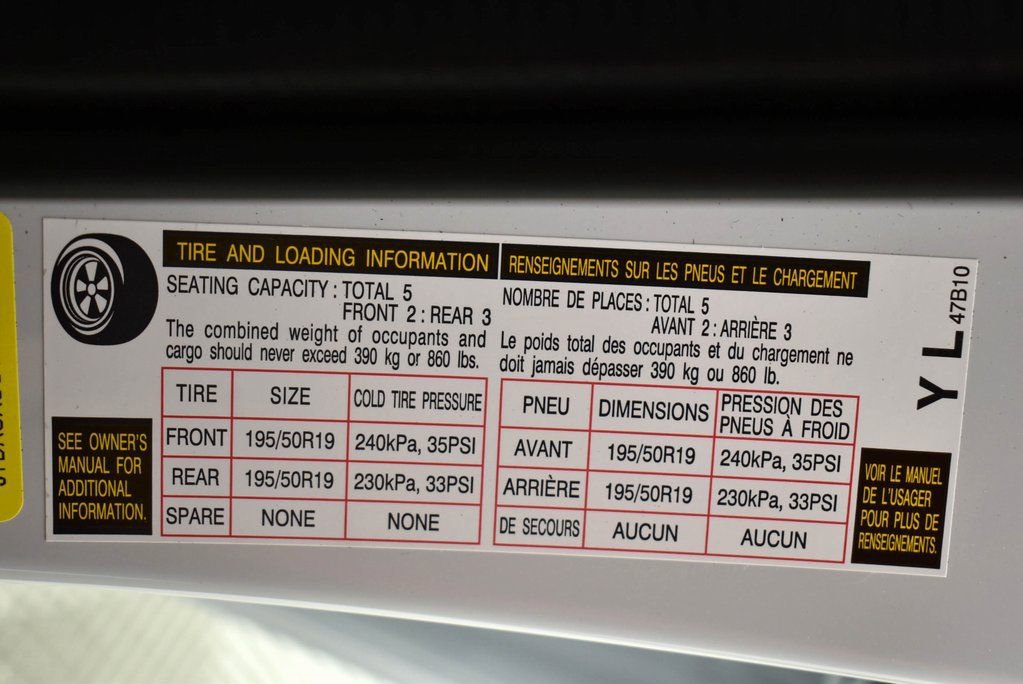 TIRE AND LOADING INFORMATION
SEATING CAPACITY : TOTAL 5
FRONT 2 : REAR 3
The combined weight of occupants and
cargo should never exceed 390 kg or 860 lbs.
TIRE SIZE COLD TIRE PRESSURE
FRONT 195/50R19 240kPa, 35PSI
REAR 195/50R19 230kPa, 33PSI
SPARE NONE NONE
SEE OWNER'S
MANUAL FOR
ADDITIONAL
INFORMATION.
RENSEIGNEMENTS SUR LES PNEUS ET LE CHARGEMENT
NOMBRE DE PLACES : TOTAL 5
AVANT 2 : ARRIÈRE 3
Le poids total des occupants et du chargement ne
doit jamais dépasser 390 kg ou 860 lb.
PNEU DIMENSIONS PRESSION DES
PNEUS À FROID
AVANT 195/50R19 240kPa, 35PSI
ARRIÈRE 195/50R19 230kPa, 33PSI
DE SECOURS AUCUN AUCUN
VOIR LE MANUEL
DE L'USAGER
POUR PLUS DE
RENSEIGNEMENTS.
Y L 47B10